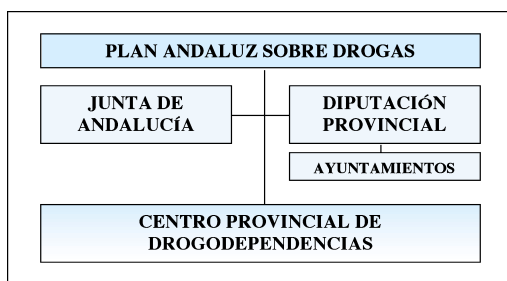 PLAN ANDALUZ SOBRE DROGAS
JUNTA DE
ANDALUCÍA
DIPUTACIÓN
PROVINCIAL
AYUNTAMIENTOS
CENTRO PROVINCIAL DE
DROGODEPENDENCIAS